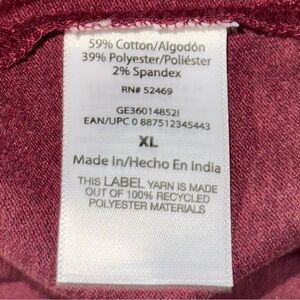 59% Cotton/Algodón
39% Polyester/Poliéster
2% Spandex
RN# 52469
GE36014852I
EAN/UPC 0 887512345443
XL
Made In/Hecho En India
THIS LABEL YARN IS MADE
OUT OF 100% RECYCLED
POLYESTER MATERIALS